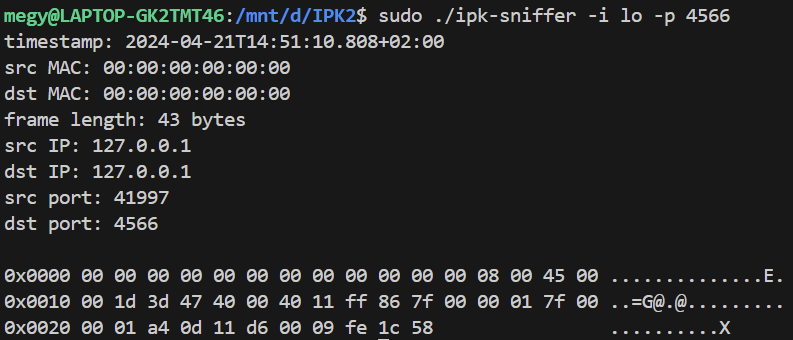 megy@LAPTOP-GK2TMT46:/mnt/d/IPK2$ sudo ./ipk-sniffer -i lo -p 4566
timestamp: 2024-04-21T14:51:10.808+02:00
src MAC: 00:00:00:00:00:00
dst MAC: 00:00:00:00:00:00
frame length: 43 bytes
src IP: 127.0.0.1
dst IP: 127.0.0.1
src port: 41997
dst port: 4566

0x0000 00 00 00 00 00 00 00 00 00 00 00 00 08 00 45 00 ..............E.
0x0010 00 1d 3d 47 40 00 40 11 ff 86 7f 00 00 01 7f 00 ..=G@.@.........
0x0020 00 01 a4 0d 11 d6 00 09 fe 1c 58                ..........X